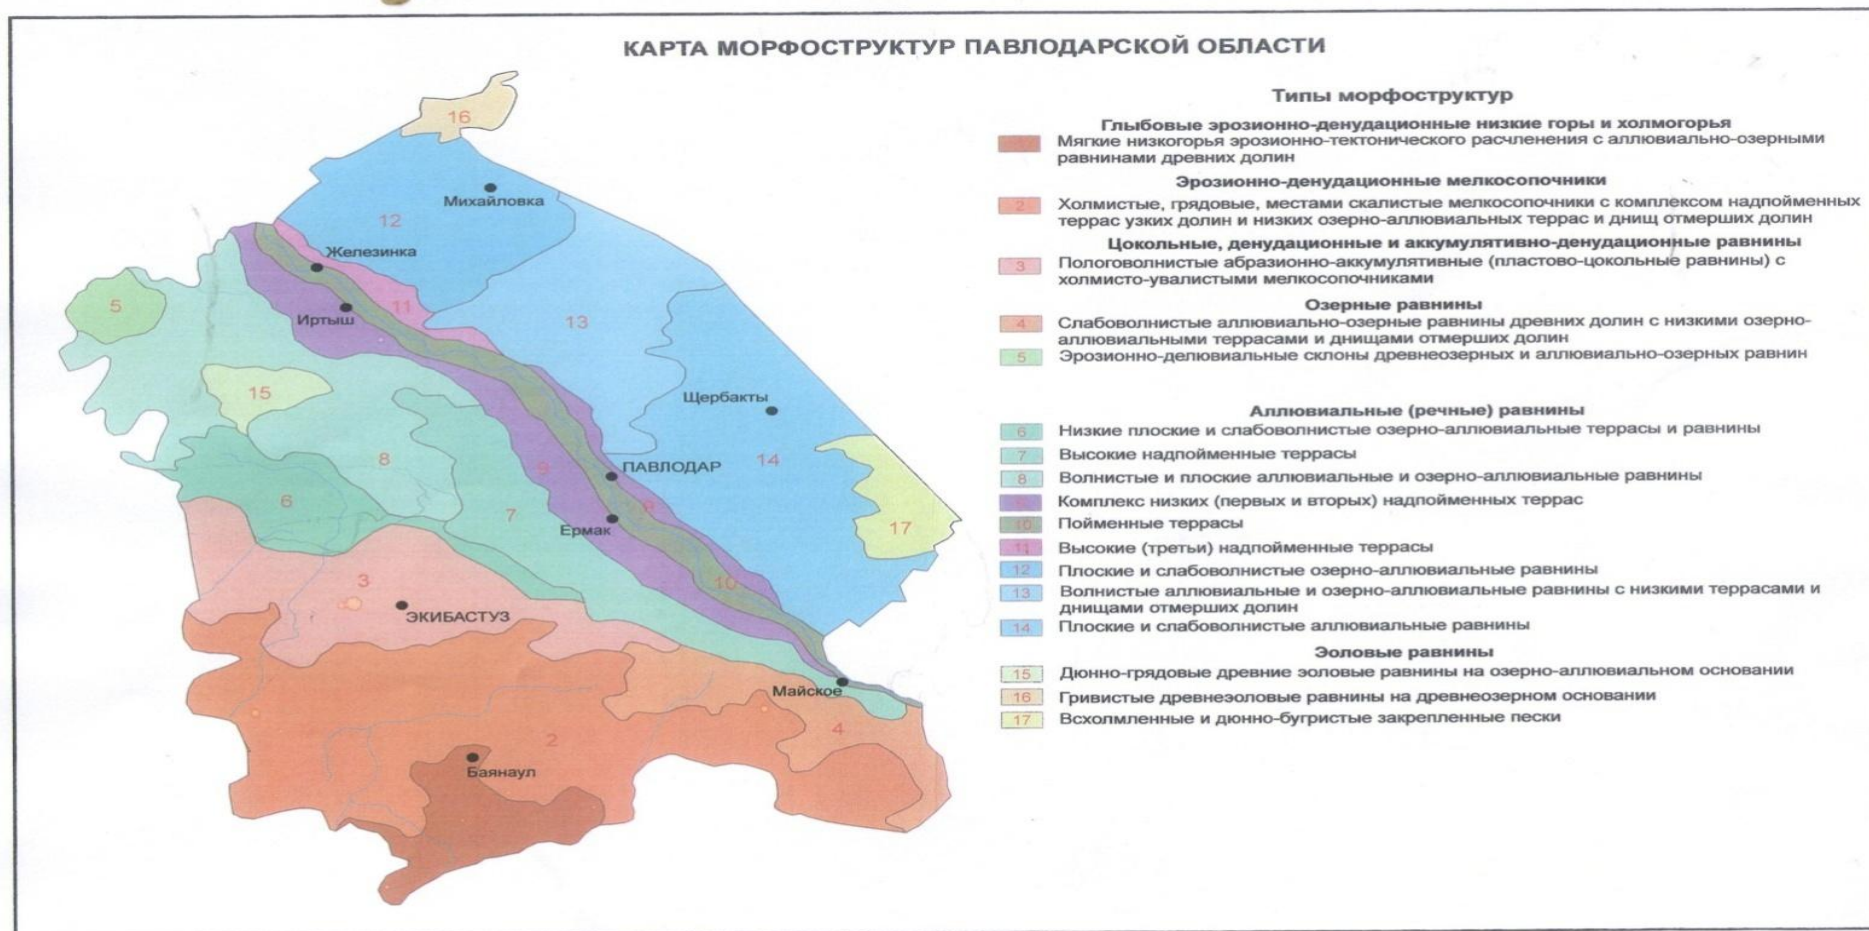 КАРТА МОРФОСТРУКТУР ПАВЛОДАРСКОЙ ОБЛАСТИ
Типы морфоструктур
Глыбовые эрозионно-денудационные низкие горы и холмогорья
Мягкие низкогорья эрозионно-тектонического расчленения с аллювиально-озерными
равнинами древних долин
Эрозионно-денудационные мелкосопочники
2 Холмистые, грядовые, местами скалистые мелкосопочники с комплексом надпойменных
террас узких долин и низких озерно-аллювиальных террас и днищ отмерших долин
Цокольные, денудационные и аккумулятивно-денудационные равнины
3 Пологоволнистые абразионно-аккумулятивные (пластово-цокольные равнины) с
холмисто-увалистыми мелкосопочниками
Озерные равнины
4 Слабоволнистые аллювиально-озерные равнины древних долин с низкими озерно-
аллювиальными террасами и днищами отмерших долин
5 Эрозионно-делювиальные склоны древнеозерных и аллювиально-озерных равнин
Аллювиальные (речные) равнины
6 Низкие плоские и слабоволнистые озерно-аллювиальные террасы и равнины
7 Высокие надпойменные террасы
8 Волнистые и плоские аллювиальные и озерно-аллювиальные равнины
9 Комплекс низких (первых и вторых) надпойменных террас
10 Пойменные террасы
11 Высокие (третьи) надпойменные террасы
12 Плоские и слабоволнистые озерно-аллювиальные равнины
13 Волнистые аллювиальные и озерно-аллювиальные равнины с низкими террасами и
днищами отмерших долин
14 Плоские и слабоволнистые аллювиальные равнины
Эоловые равнины
15 Дюнно-грядовые древние эоловые равнины на озерно-аллювиальном основании
16 Гривистые древнеэоловые равнины на древнеозерном основании
17 Всхолмленные и дюнно-бугристые закрепленные пески
16
Михайловка
12
Железинка
5
11
Иртыш
13
15
Щербакты
8
9
ПАВЛОДАР
14
6
7
9
17
Ермак
3
10
ЭКИБАСТУЗ
Майское
2
4
Баянаул